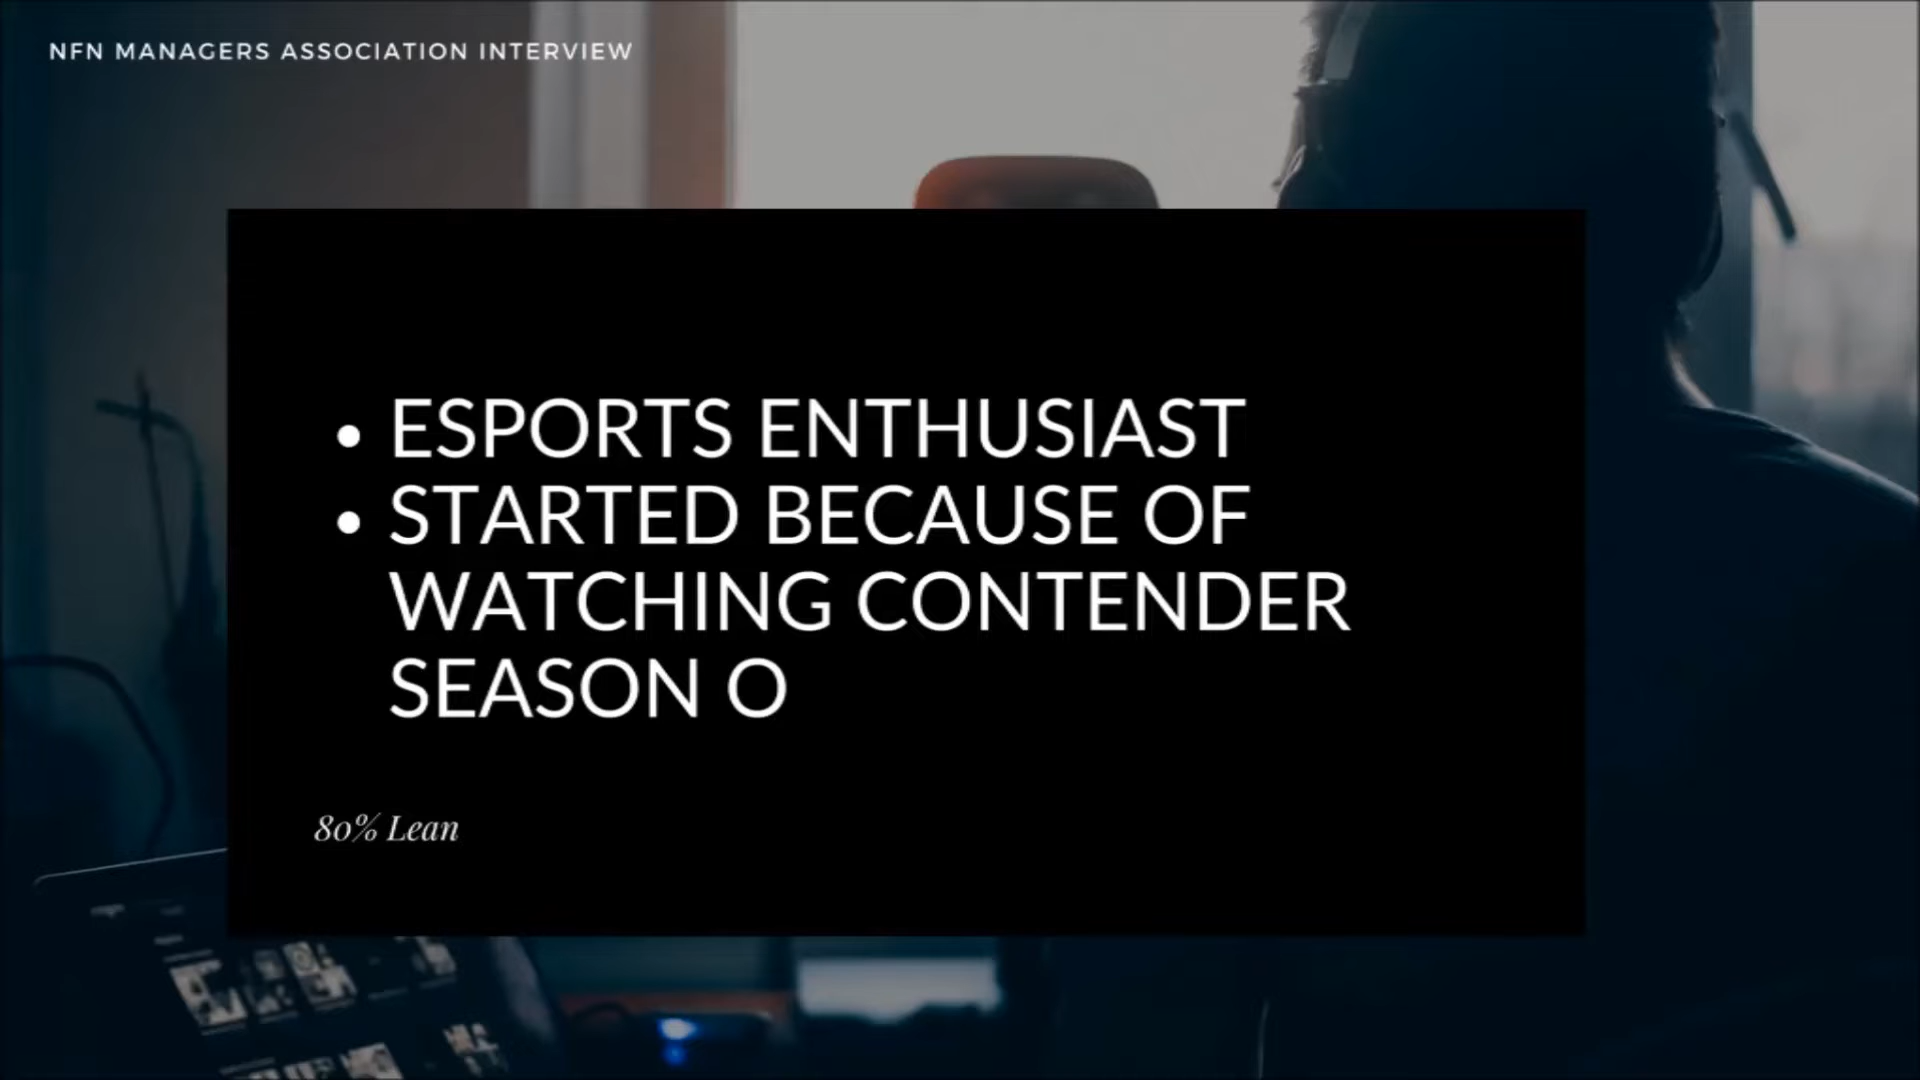 NFN MANAGERS ASSOCIATION INTERVIEW
• ESPORTS ENTHUSIAST
• STARTED BECAUSE OF
WATCHING CONTENDER
SEASON O
80% Lean